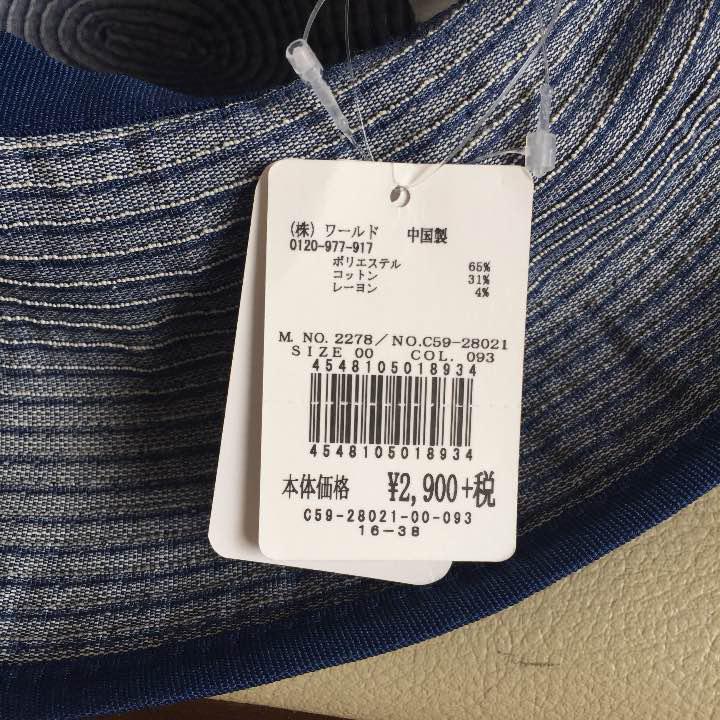 (株) ワールド 中国製
0120-977-917
ポリエステル 65%
コットン 31%
レーヨン 4%
M. NO. 2278/NO.C59-28021
SIZE 00 COL. 093
4548105018934
4548105018934
本体価格 ¥2,900+税
C59-28021-00-093
16-38